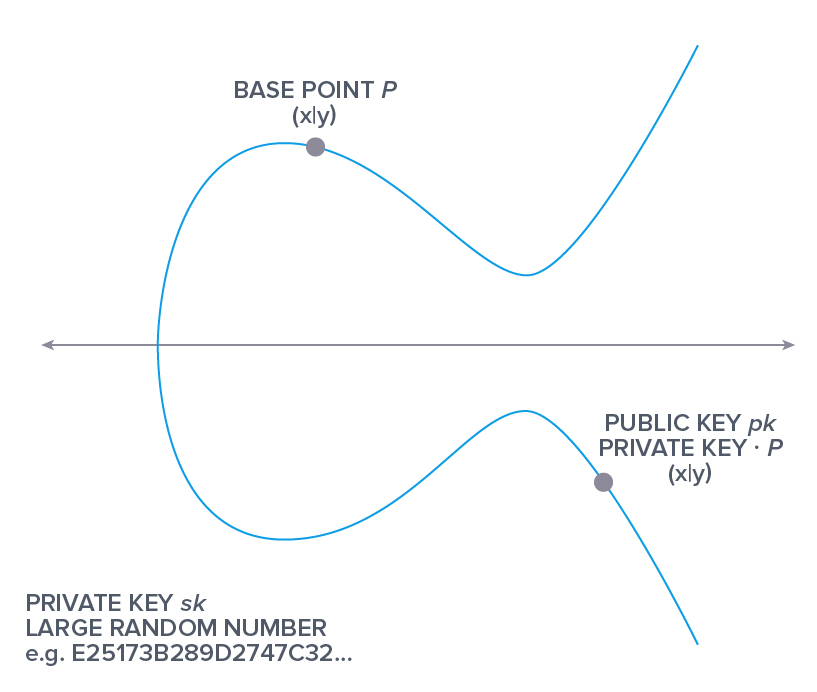 BASE POINT P
(x|y)
PUBLIC KEY pk
PRIVATE KEY · P
(x|y)
PRIVATE KEY sk
LARGE RANDOM NUMBER
e.g. E25173B289D2747C32...